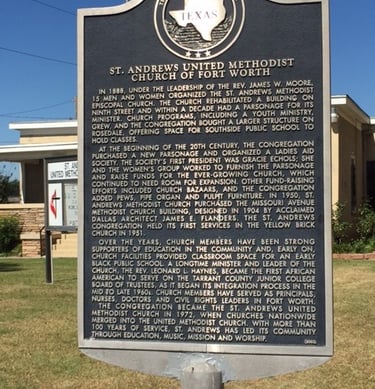 TEXAS
ST. ANDREWS UNITED METHODIST
CHURCH OF FORT WORTH
IN 1888, UNDER THE LEADERSHIP OF THE REV. JAMES W. MOORE,
15 MEN AND WOMEN ORGANIZED THE ST. ANDREWS METHODIST
EPISCOPAL CHURCH. THE CHURCH REHABILITATED A BUILDING ON
NINTH STREET AND WITHIN A DECADE HAD A PARSONAGE FOR ITS
MINISTER. CHURCH PROGRAMS, INCLUDING A YOUTH MINISTRY,
GREW, AND THE CONGREGATION BOUGHT A LARGER STRUCTURE ON
ROSEDALE, OFFERING SPACE FOR SOUTHSIDE PUBLIC SCHOOL TO
HOLD CLASSES.
AT THE BEGINNING OF THE 20TH CENTURY, THE CONGREGATION
PURCHASED A NEW PARSONAGE AND ORGANIZED A LADIES AID
SOCIETY. THE SOCIETY'S FIRST PRESIDENT WAS GRACIE ECHOLS; SHE
AND THE WOMEN'S GROUP WORKED TO FURNISH THE PARSONAGE
AND RAISE FUNDS FOR THE EVER-GROWING CHURCH, WHICH
CONTINUED TO NEED ROOM FOR EXPANSION. OTHER FUND-RAISING
EFFORTS INCLUDED CHURCH BAZAARS, AND THE CONGREGATION
ADDED PEWS, PIPE ORGAN AND PULPIT FURNITURE. IN 1950, ST.
ANDREWS METHODIST CHURCH PURCHASED THE MISSOURI AVENUE
METHODIST CHURCH BUILDING, DESIGNED IN 1904 BY ACCLAIMED
DALLAS ARCHITECT JAMES E. FLANDERS. THE ST. ANDREWS
CONGREGATION HELD ITS FIRST SERVICES IN THE YELLOW BRICK
CHURCH IN 1951.
OVER THE YEARS, CHURCH MEMBERS HAVE BEEN STRONG
SUPPORTERS OF EDUCATION IN THE COMMUNITY AND, EARLY ON,
CHURCH FACILITIES PROVIDED CLASSROOM SPACE FOR AN EARLY
BLACK PUBLIC SCHOOL. A LONGTIME MINISTER AND LEADER OF THE
CHURCH, THE REV. LEONARD L. HAYNES, BECAME THE FIRST AFRICAN
AMERICAN TO SERVE ON THE TARRANT COUNTY JUNIOR COLLEGE
BOARD OF TRUSTEES, AS IT BEGAN ITS INTEGRATION PROCESS IN THE
MID TO LATE 1960s. CHURCH MEMBERS HAVE SERVED AS PRINCIPALS,
NURSES, DOCTORS AND CIVIL RIGHTS LEADERS IN FORT WORTH.
THE CONGREGATION BECAME THE ST. ANDREWS UNITED
METHODIST CHURCH IN 1972, WHEN CHURCHES NATIONWIDE
MERGED INTO THE UNITED METHODIST CHURCH. WITH MORE THAN
100 YEARS OF SERVICE, ST. ANDREWS HAS LED ITS COMMUNITY
THROUGH EDUCATION, MUSIC, MISSION AND WORSHIP.